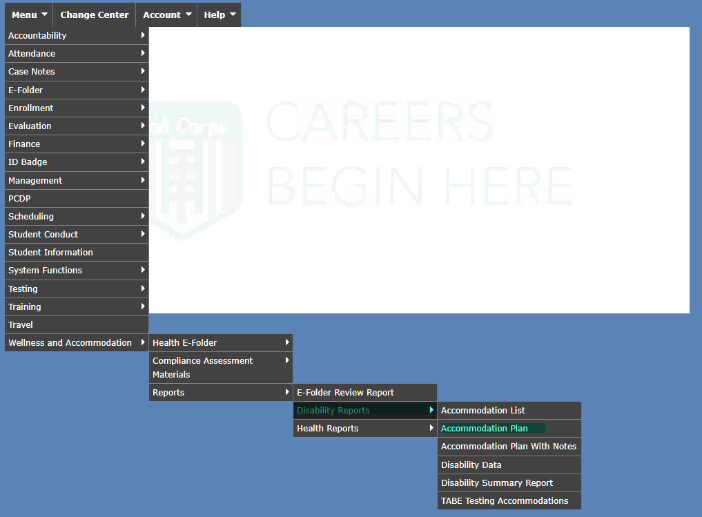 Menu
Change Center
Account
Help
Accountability
Attendance
Case Notes
E-Folder
Enrollment
Evaluation
Finance
ID Badge
Management
PCDP
Scheduling
Student Conduct
Student Information
System Functions
Testing
Training
Travel
Wellness and Accommodation
CAREERS
BEGIN HERE
Health E-Folder
Compliance Assessment
Materials
Reports
E-Folder Review Report
Disability Reports
Health Reports
Accommodation List
Accommodation Plan
Accommodation Plan With Notes
Disability Data
Disability Summary Report
TABE Testing Accommodations